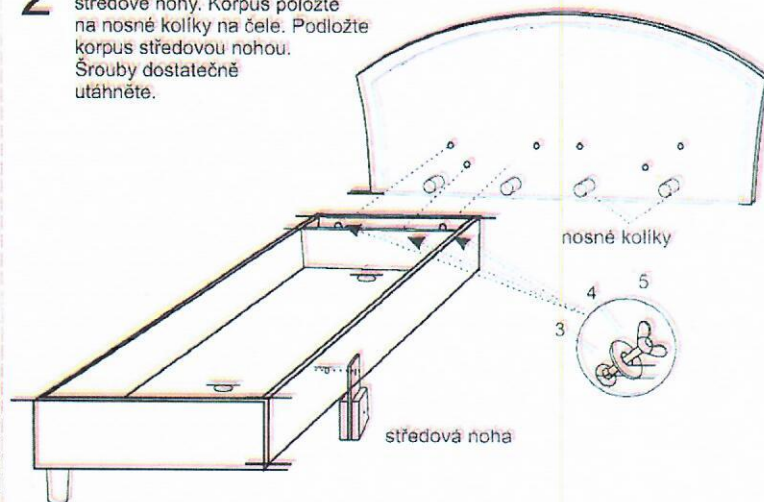 2
středové nohy. Korpus položte
na nosné kolíky na čele. Podložte
korpus středovou nohou.
Šrouby dostatečně
utáhněte.
nosné kolíky
5
4
3
středová noha